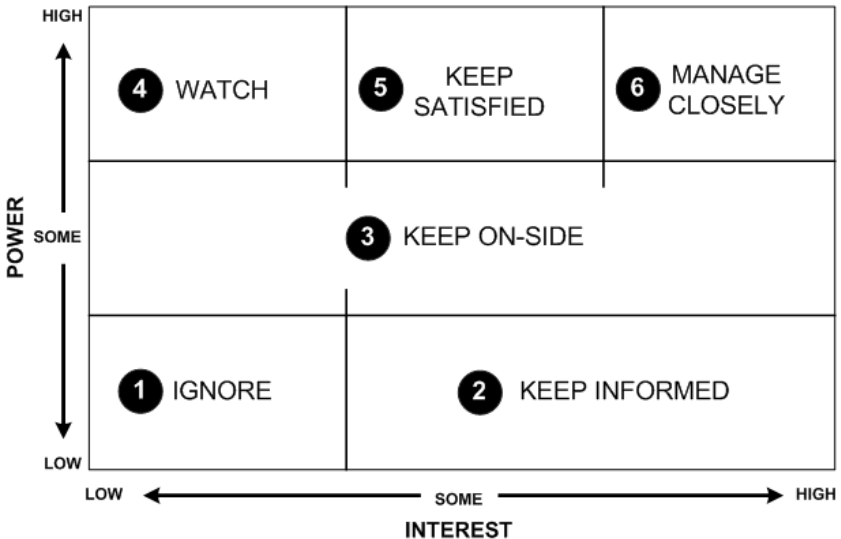 HIGH
4 WATCH
5 KEEP
SATISFIED
6 MANAGE
CLOSELY
POWER
SOME
3 KEEP ON-SIDE
1 IGNORE
2 KEEP INFORMED
LOW
LOW
SOME
HIGH
INTEREST